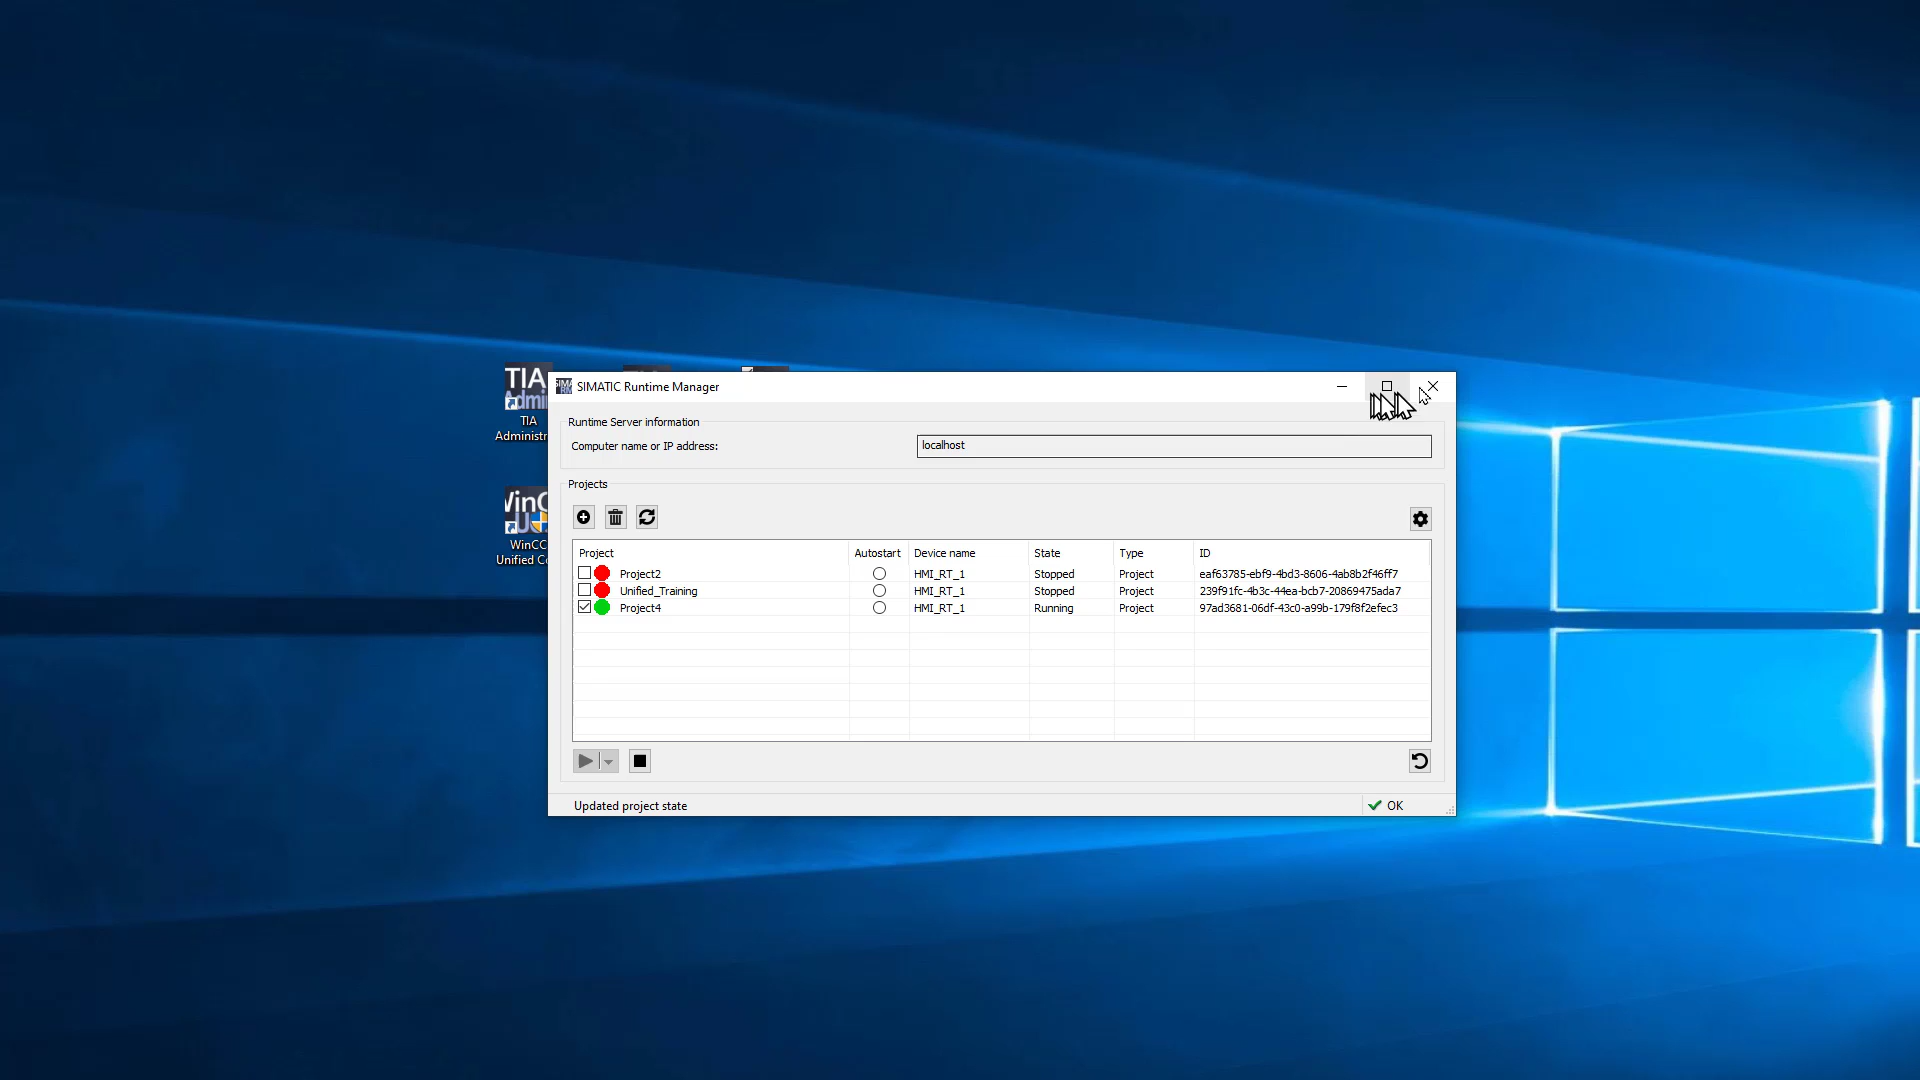 TIA
Admi
TIA
Administr
WinCC
Unified Co
SIMATIC Runtime Manager
Runtime Server information
Computer name or IP address: localhost
Projects
Project Autostart Device name State Type ID
Project2 HMI_RT_1 Stopped Project eaf63785-ebf9-4bd3-8606-4ab8b2f46ff7
Unified_Training HMI_RT_1 Stopped Project 239f91fc-4b3c-44ea-bcb7-20869475ada7
Project4 HMI_RT_1 Running Project 97ad3681-06df-43c0-a99b-179f8f2efec3
Updated project state OK